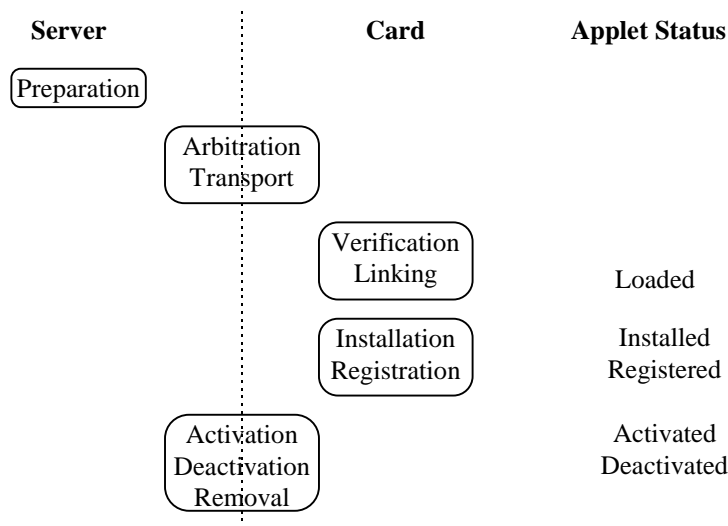 Server Card Applet Status
Preparation
Arbitration
Transport
Verification
Linking Loaded
Installation Installed
Registration Registered
Activation Activated
Deactivation Deactivated
Removal